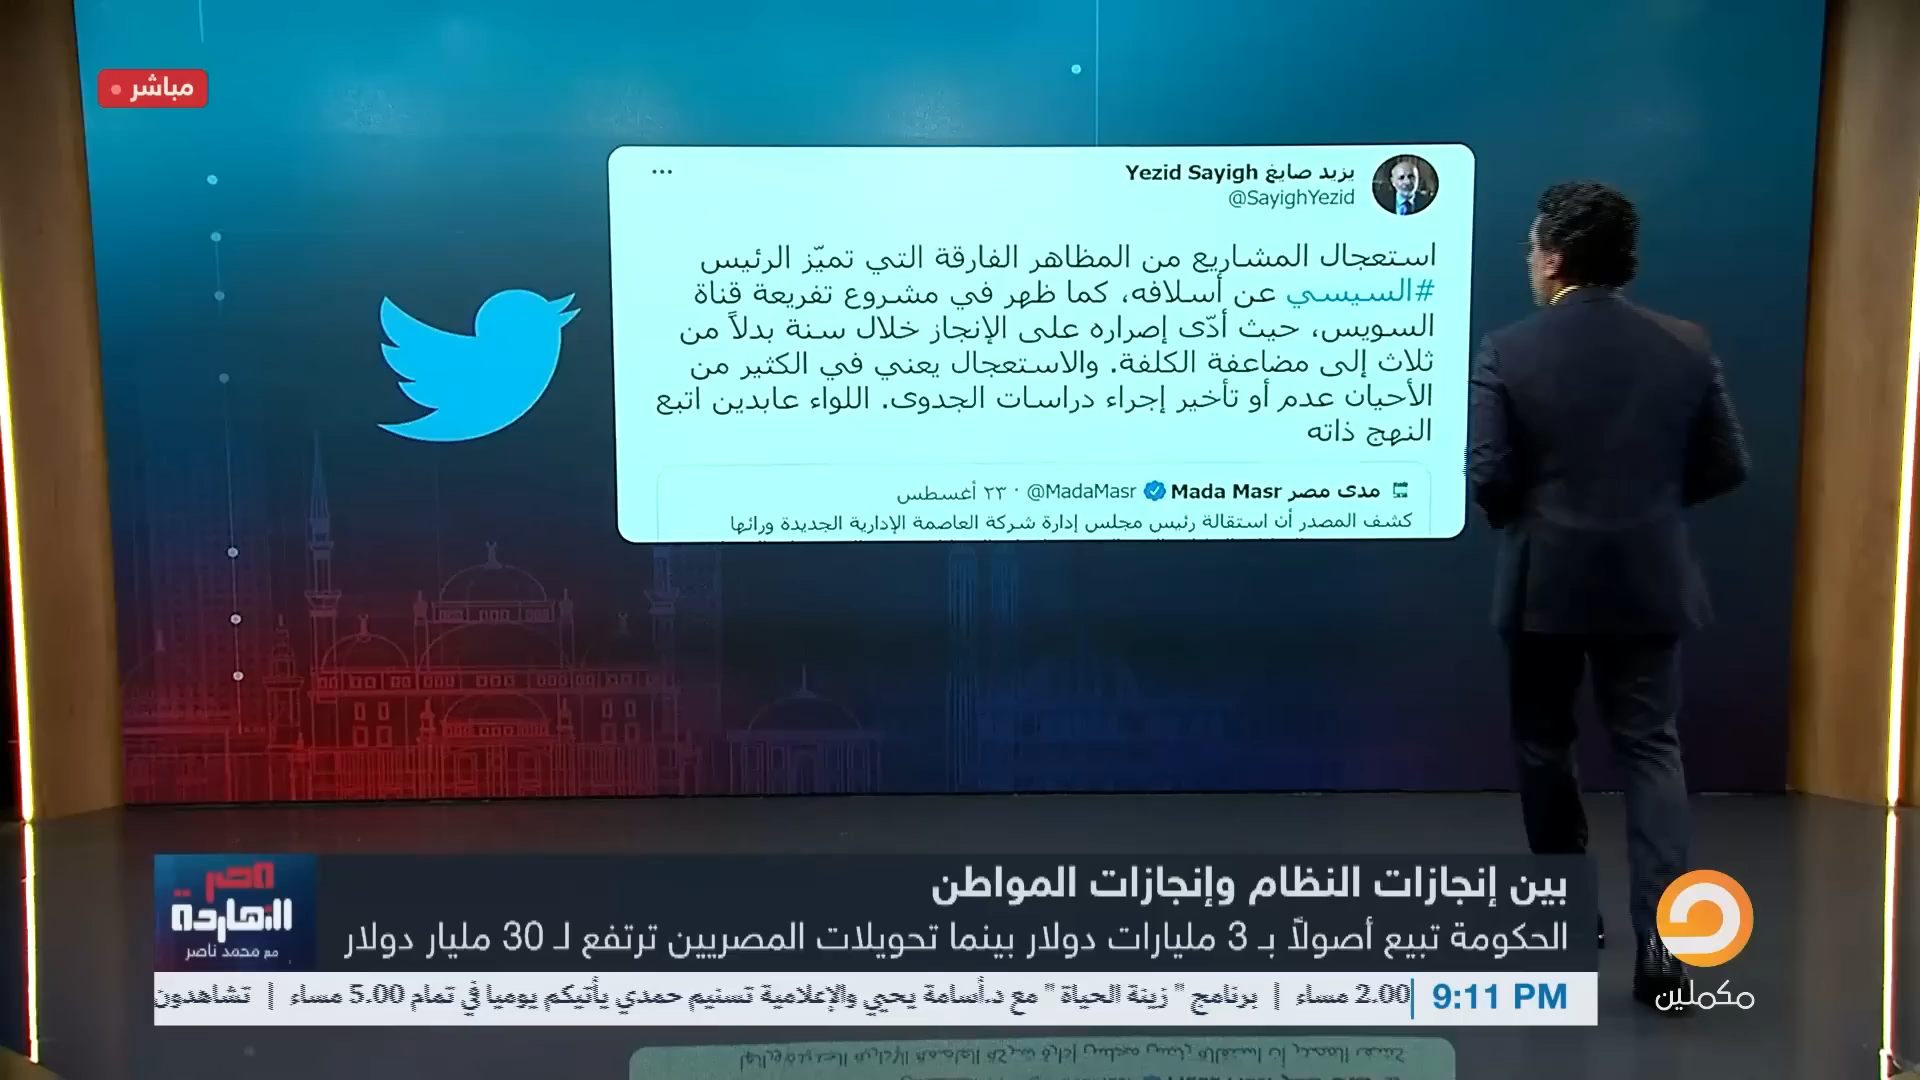 مباشر
يزيد صايغ Yezid Sayigh
@SayighYezid
استعجال المشاريع من المظاهر الفارقة التي تميّز الرئيس
#السيسي عن أسلافه، كما ظهر في مشروع تفريعة قناة
السويس، حيث أدّى إصراره على الإنجاز خلال سنة بدلاً من
ثلاث إلى مضاعفة الكلفة. والاستعجال يعني في الكثير من
الأحيان عدم أو تأخير إجراء دراسات الجدوى. اللواء عابدين اتبع
النهج ذاته
مدى مصر Mada Masr @MadaMasr · ٢٣ أغسطس
كشف المصدر أن استقالة رئيس مجلس إدارة شركة العاصمة الإدارية الجديدة ورائها
بين إنجازات النظام وإنجازات المواطن
الحكومة تبيع أصولاً بـ 3 مليارات دولار بينما تحويلات المصريين ترتفع لـ 30 مليار دولار
مصر
النهاردة
مع محمد ناصر
9:11 PM
2.00 مساء | برنامج " زينة الحياة " مع د.أسامة يحيي والإعلامية تسنيم حمدي يأتيكم يوميا في تمام 5.00 مساء | تشاهدون
مكملين